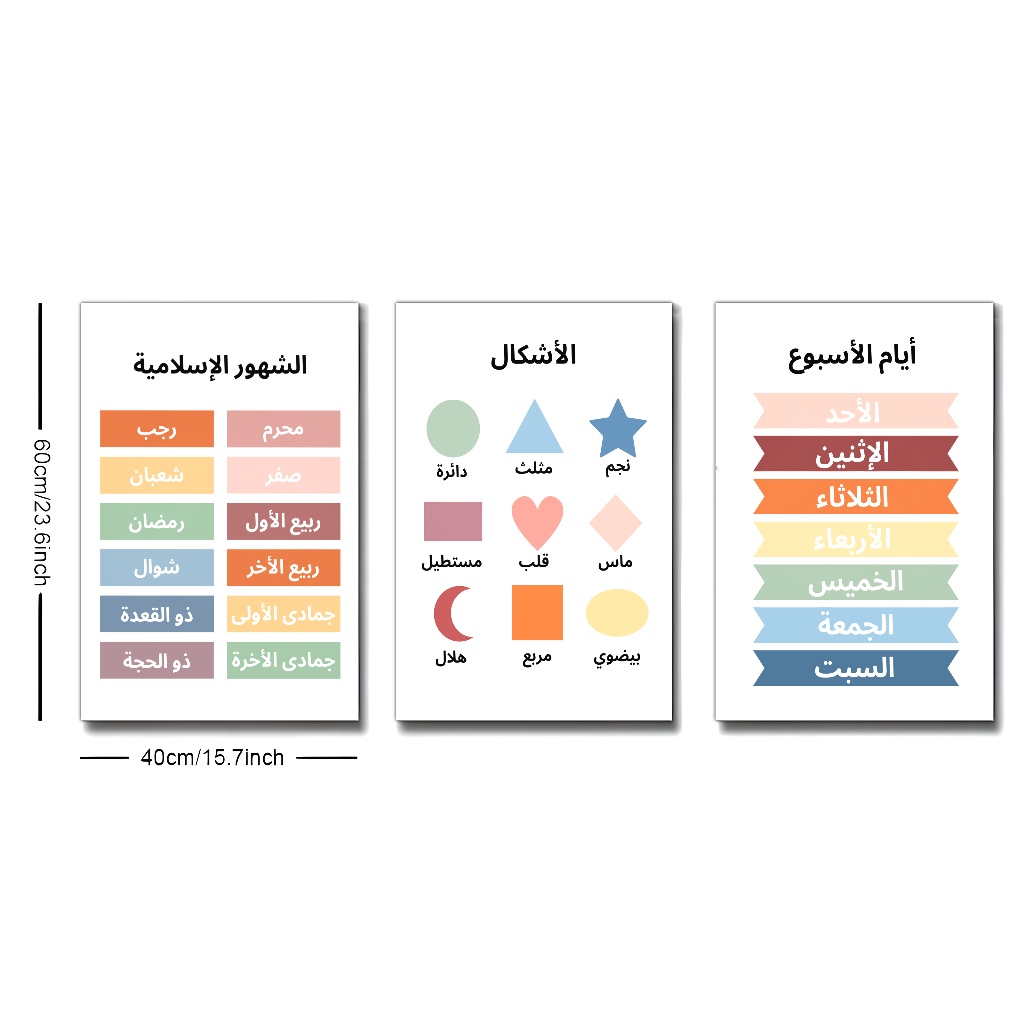 60cm/23.6inch
الشهور الإسلامية
محرم رجب
صفر شعبان
ربيع الأول رمضان
ربيع الأخر شوال
جمادى الأولى ذو القعدة
جمادى الأخرة ذو الحجة
40cm/15.7inch
الأشكال
نجم مثلث دائرة
ماس قلب مستطيل
بيضوي مربع هلال
أيام الأسبوع
الأحد
الإثنين
الثلاثاء
الأربعاء
الخميس
الجمعة
السبت